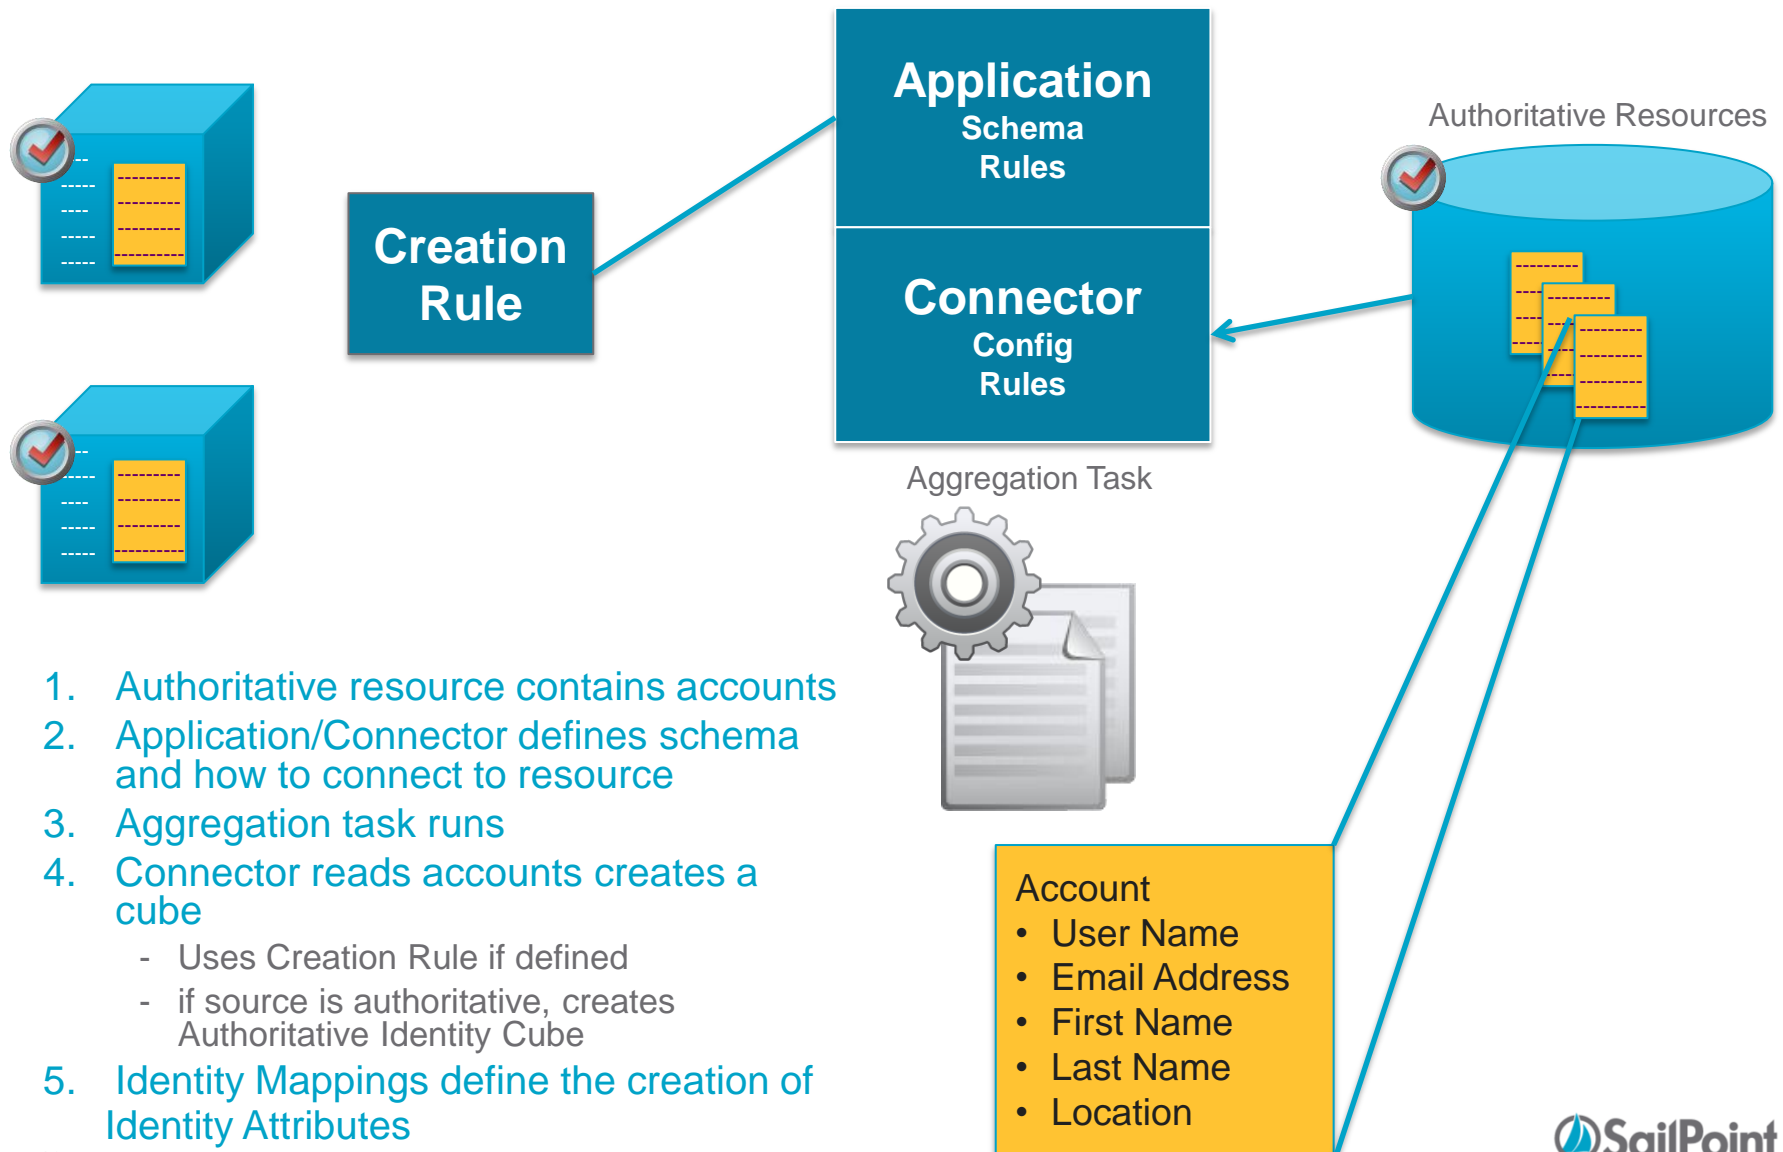 Application
Schema
Rules
Authoritative Resources
Creation
Rule
Connector
Config
Rules
Aggregation Task
1. Authoritative resource contains accounts
2. Application/Connector defines schema
and how to connect to resource
3. Aggregation task runs
4. Connector reads accounts creates a
cube
- Uses Creation Rule if defined
- if source is authoritative, creates
Authoritative Identity Cube
5. Identity Mappings define the creation of
Identity Attributes
Account
• User Name
• Email Address
• First Name
• Last Name
• Location
SailPoint